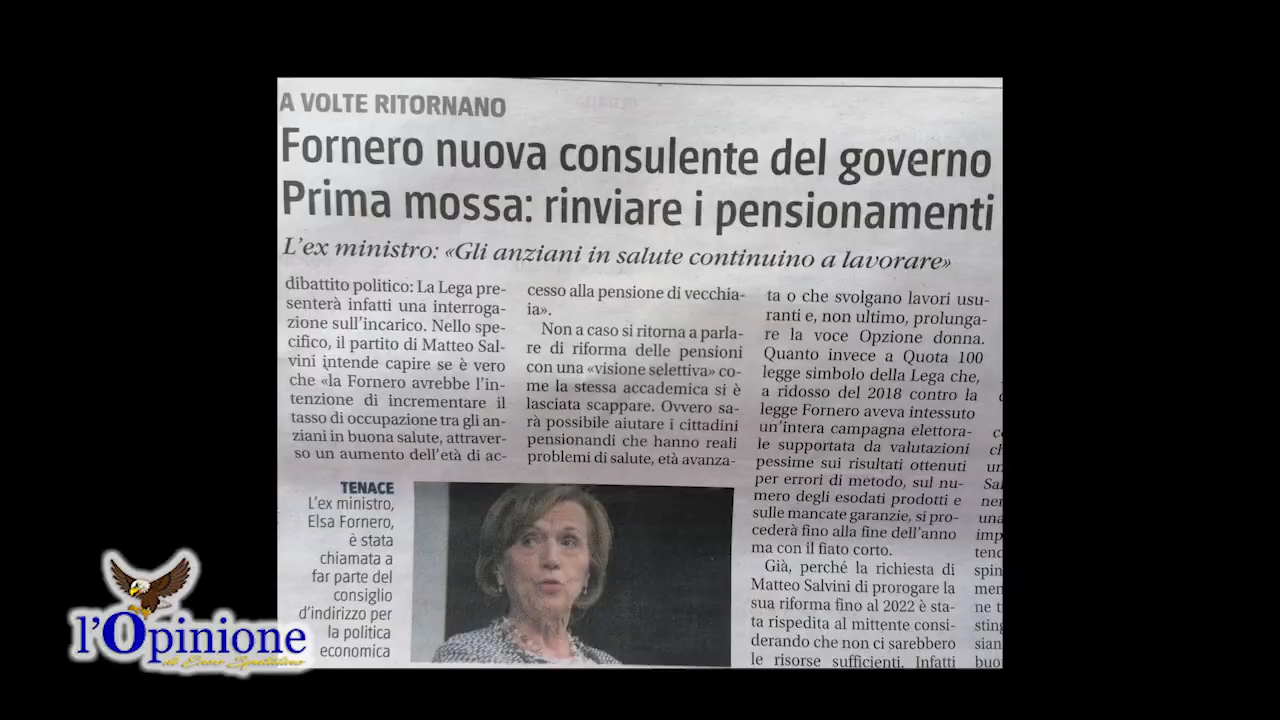 A VOLTE RITORNANO
Fornero nuova consulente del governo
Prima mossa: rinviare i pensionamenti
L'ex ministro: «Gli anziani in salute continuino a lavorare»
dibattito politico: La Lega pre-
senterà infatti una interroga-
zione sull'incarico. Nello spe-
cifico, il partito di Matteo Sal-
vini intende capire se è vero
che «la Fornero avrebbe l'in-
tenzione di incrementare il
tasso di occupazione tra gli an-
ziani in buona salute, attraver-
so un aumento dell'età di ac-
cesso alla pensione di vecchia-
ia».
Non a caso si ritorna a parla-
re di riforma delle pensioni
con una «visione selettiva» co-
me la stessa accademica si è
lasciata scappare. Ovvero sa-
rà possibile aiutare i cittadini
pensionandi che hanno reali
problemi di salute, età avanza-
ta o che svolgano lavori usu-
ranti e, non ultimo, prolunga-
re la voce Opzione donna.
Quanto invece a Quota 100
legge simbolo della Lega che,
a ridosso del 2018 contro la
legge Fornero aveva intessuto
un'intera campagna elettora-
le supportata da valutazioni
pessime sui risultati ottenuti
per errori di metodo, sul nu-
mero degli esodati prodotti e
sulle mancate garanzie, si pro-
cederà fino alla fine dell'anno
ma con il fiato corto.
Già, perché la richiesta di
Matteo Salvini di prorogare la
sua riforma fino al 2022 è sta-
ta rispedita al mittente consi-
derando che non ci sarebbero
le risorse sufficienti. Infatti
TENACE
L'ex ministro,
Elsa Fornero,
è stata
chiamata a
far parte del
consiglio
d'indirizzo per
la politica
economica
l'Opinione